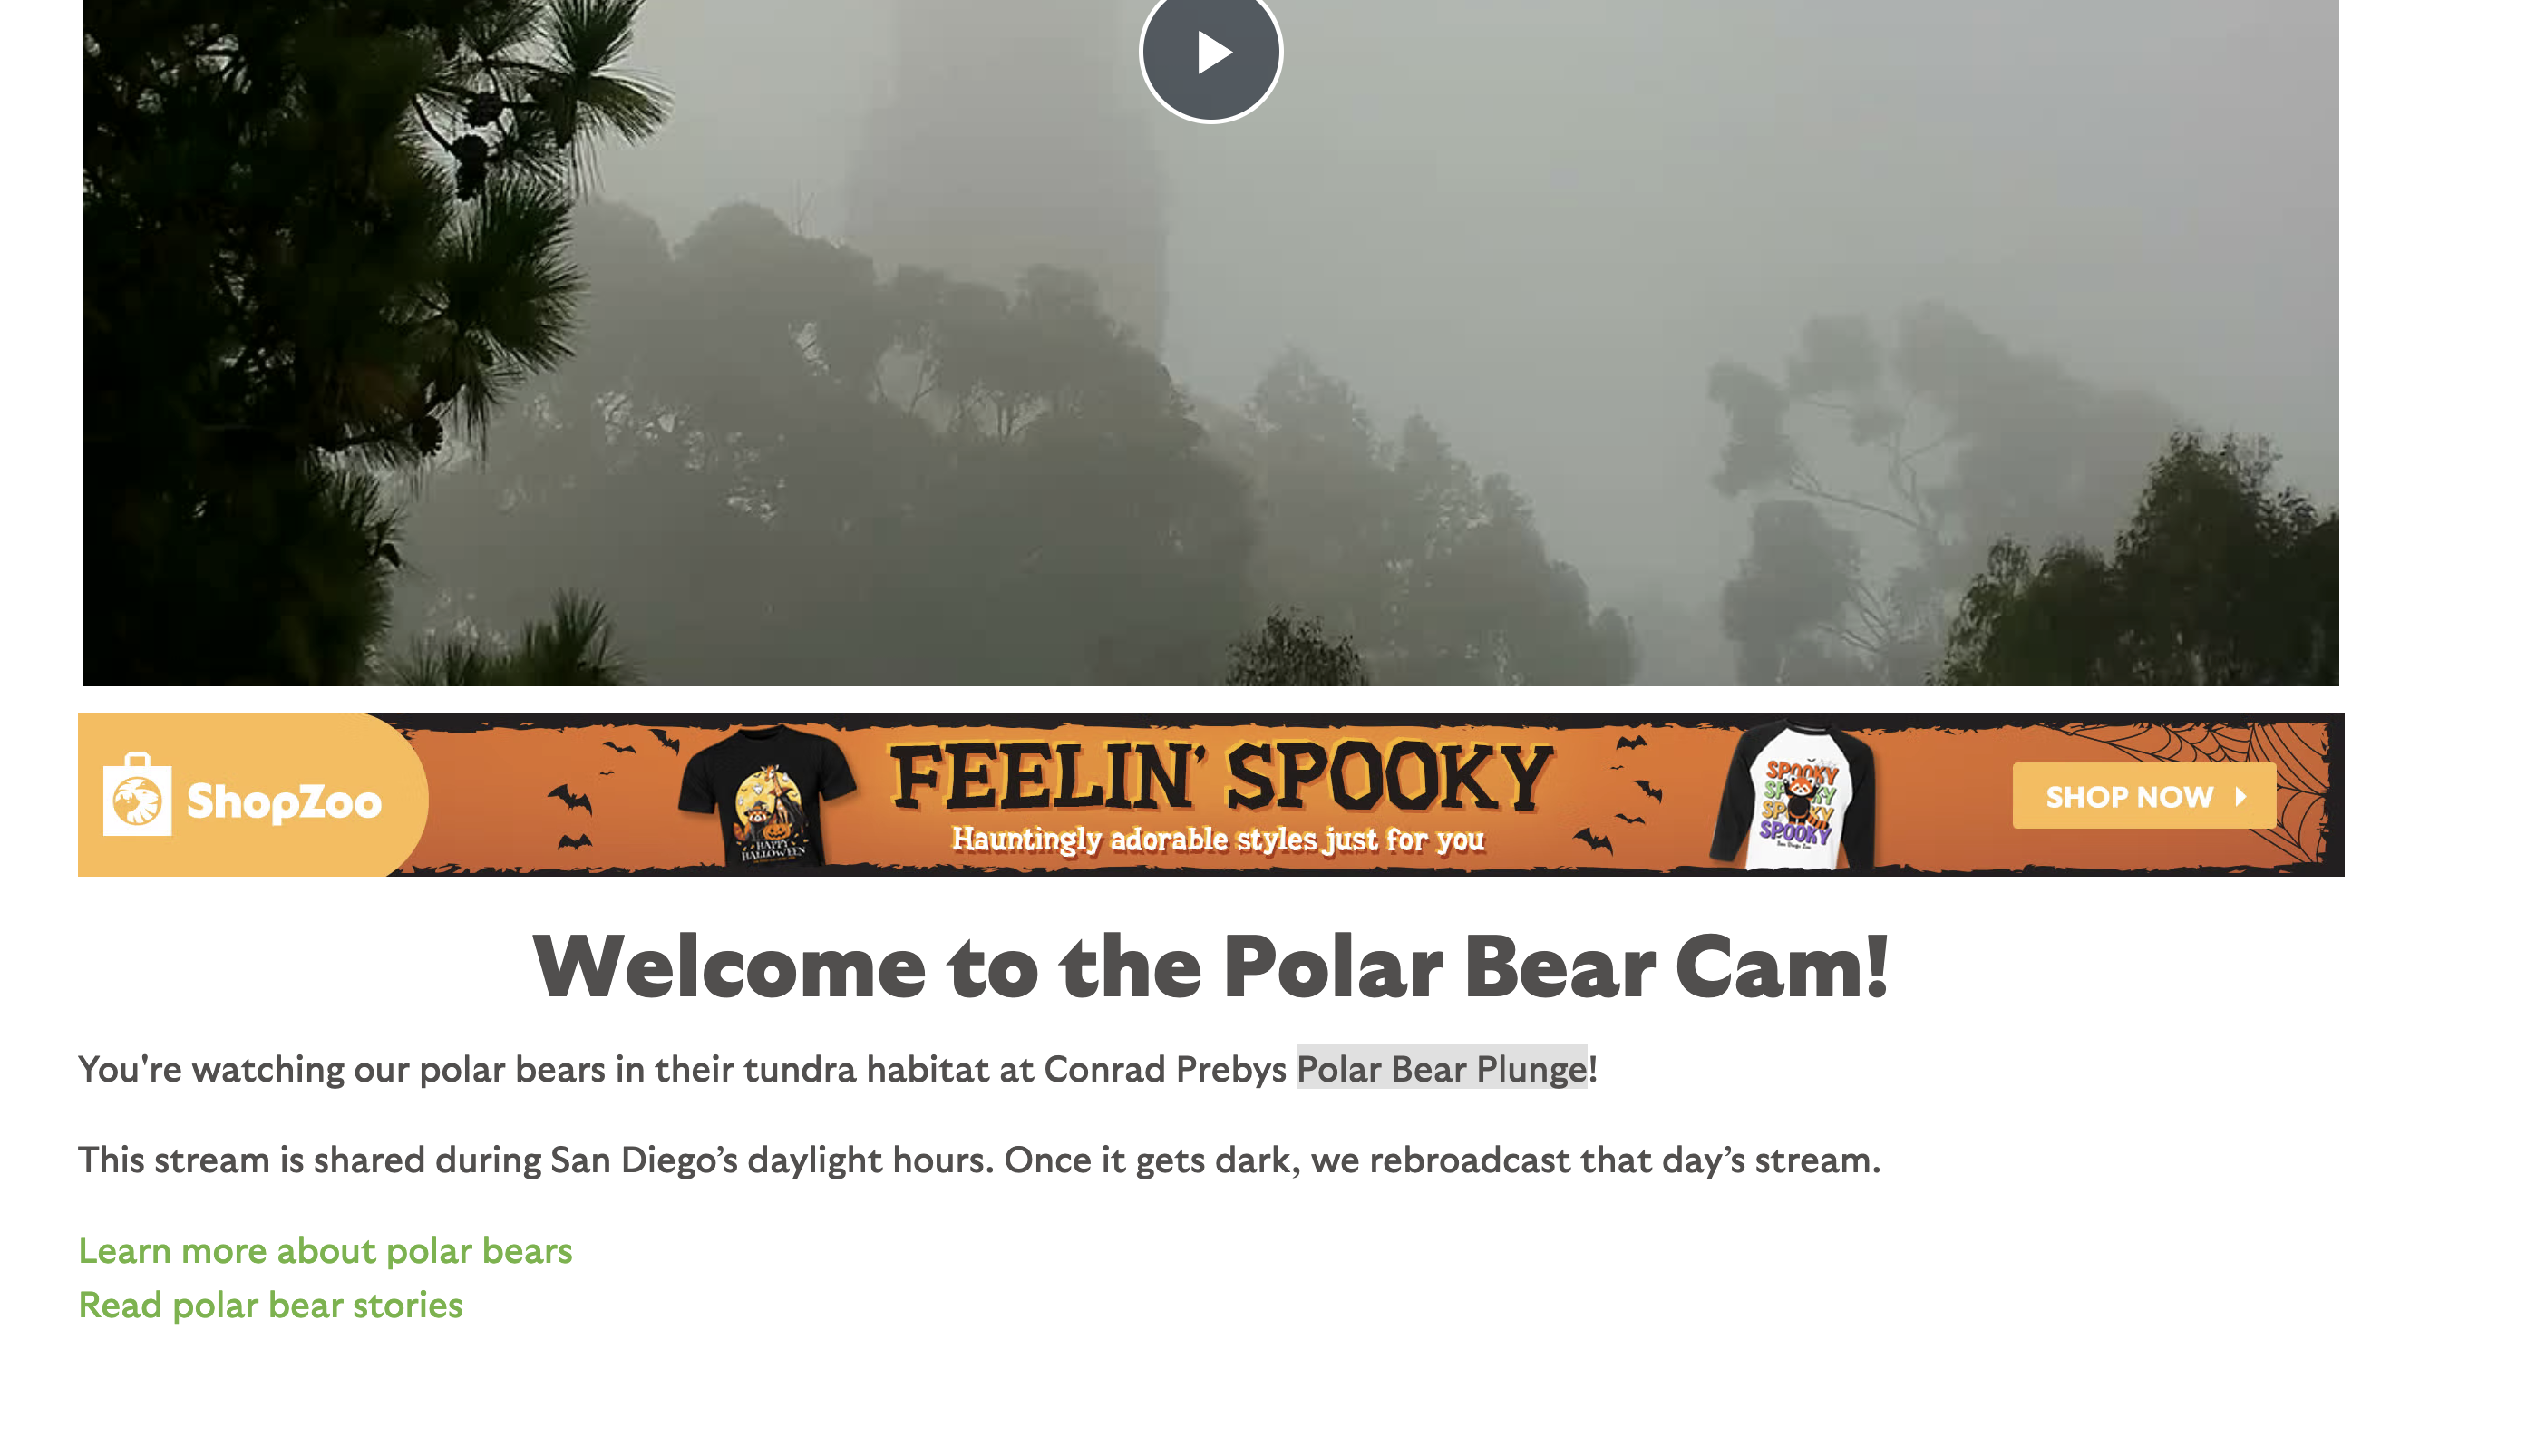 ShopZoo
HAPPY
HALLOWEEN
FEELIN' SPOOKY
Hauntingly adorable styles just for you
SPOOKY
SPOOKY
SPOOKY
San Diego Zoo
SHOP NOW
Welcome to the Polar Bear Cam!
You're watching our polar bears in their tundra habitat at Conrad Prebys Polar Bear Plunge!
This stream is shared during San Diego’s daylight hours. Once it gets dark, we rebroadcast that day’s stream.
Learn more about polar bears
Read polar bear stories